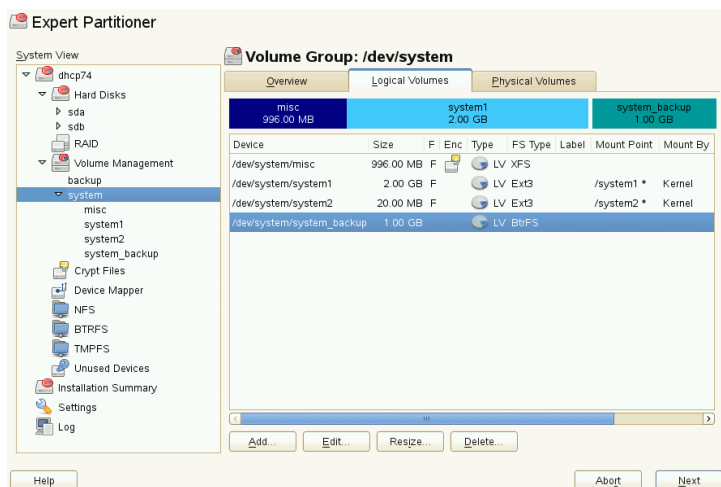 Expert Partitioner
System View
dhcp74
Hard Disks
sda
sdb
RAID
Volume Management
backup
system
misc
system1
system2
system_backup
Crypt Files
Device Mapper
NFS
BTRFS
TMPFS
Unused Devices
Installation Summary
Settings
Log
Volume Group: /dev/system
Overview Logical Volumes Physical Volumes
misc system1 system_backup
996.00 MB 2.00 GB 1.00 GB
Device Size F Enc Type FS Type Label Mount Point Mount By
/dev/system/misc 996.00 MB F LV XFS
/dev/system/system1 2.00 GB F LV Ext3 /system1 * Kernel
/dev/system/system2 20.00 MB F LV Ext3 /system2 * Kernel
/dev/system/system_backup 1.00 GB LV BtrFS
Add... Edit... Resize... Delete...
Help Abort Next